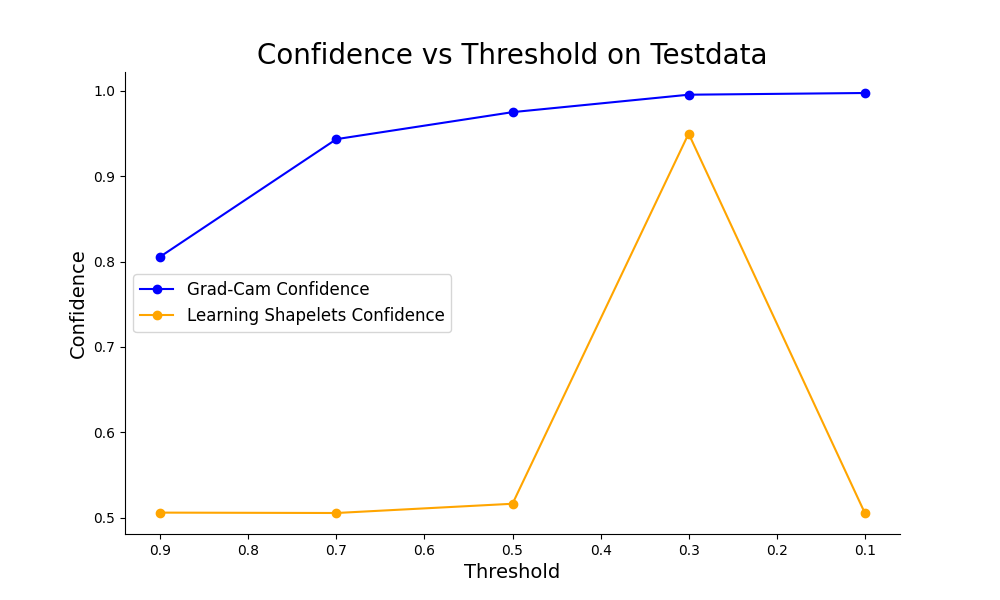 Confidence vs Threshold on Testdata
1.0
0.9
0.8
0.7
0.6
0.5
Confidence
Grad-Cam Confidence
Learning Shapelets Confidence
0.9 0.8 0.7 0.6 0.5 0.4 0.3 0.2 0.1
Threshold